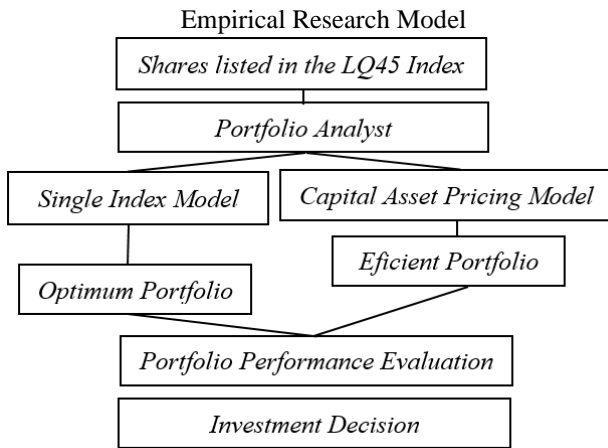 Empirical Research Model
Shares listed in the LQ45 Index
Portfolio Analyst
Single Index Model
Capital Asset Pricing Model
Eficient Portfolio
Optimum Portfolio
Portfolio Performance Evaluation
Investment Decision